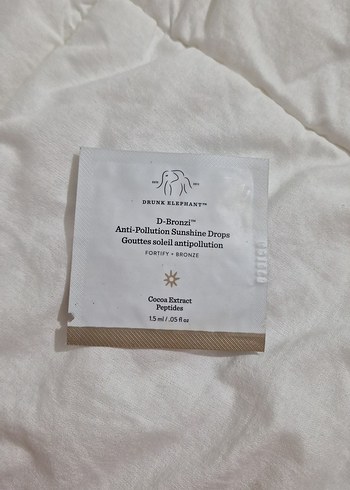 DRUNK ELEPHANT™
D-Bronzi™
Anti-Pollution Sunshine Drops
Gouttes soleil antipollution
FORTIFY + BRONZE
Cocoa Extract
Peptides
1.5 ml / .05 fl oz